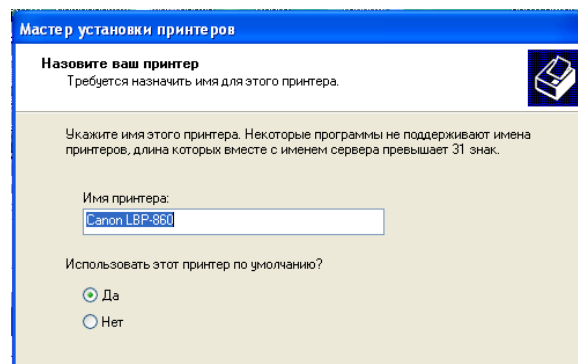 Мастер установки принтеров
Назовите ваш принтер
Требуется назначить имя для этого принтера.
Укажите имя этого принтера. Некоторые программы не поддерживают имена
принтеров, длина которых вместе с именем сервера превышает 31 знак.
Имя принтера:
Canon LBP-860
Использовать этот принтер по умолчанию?
Да
Нет